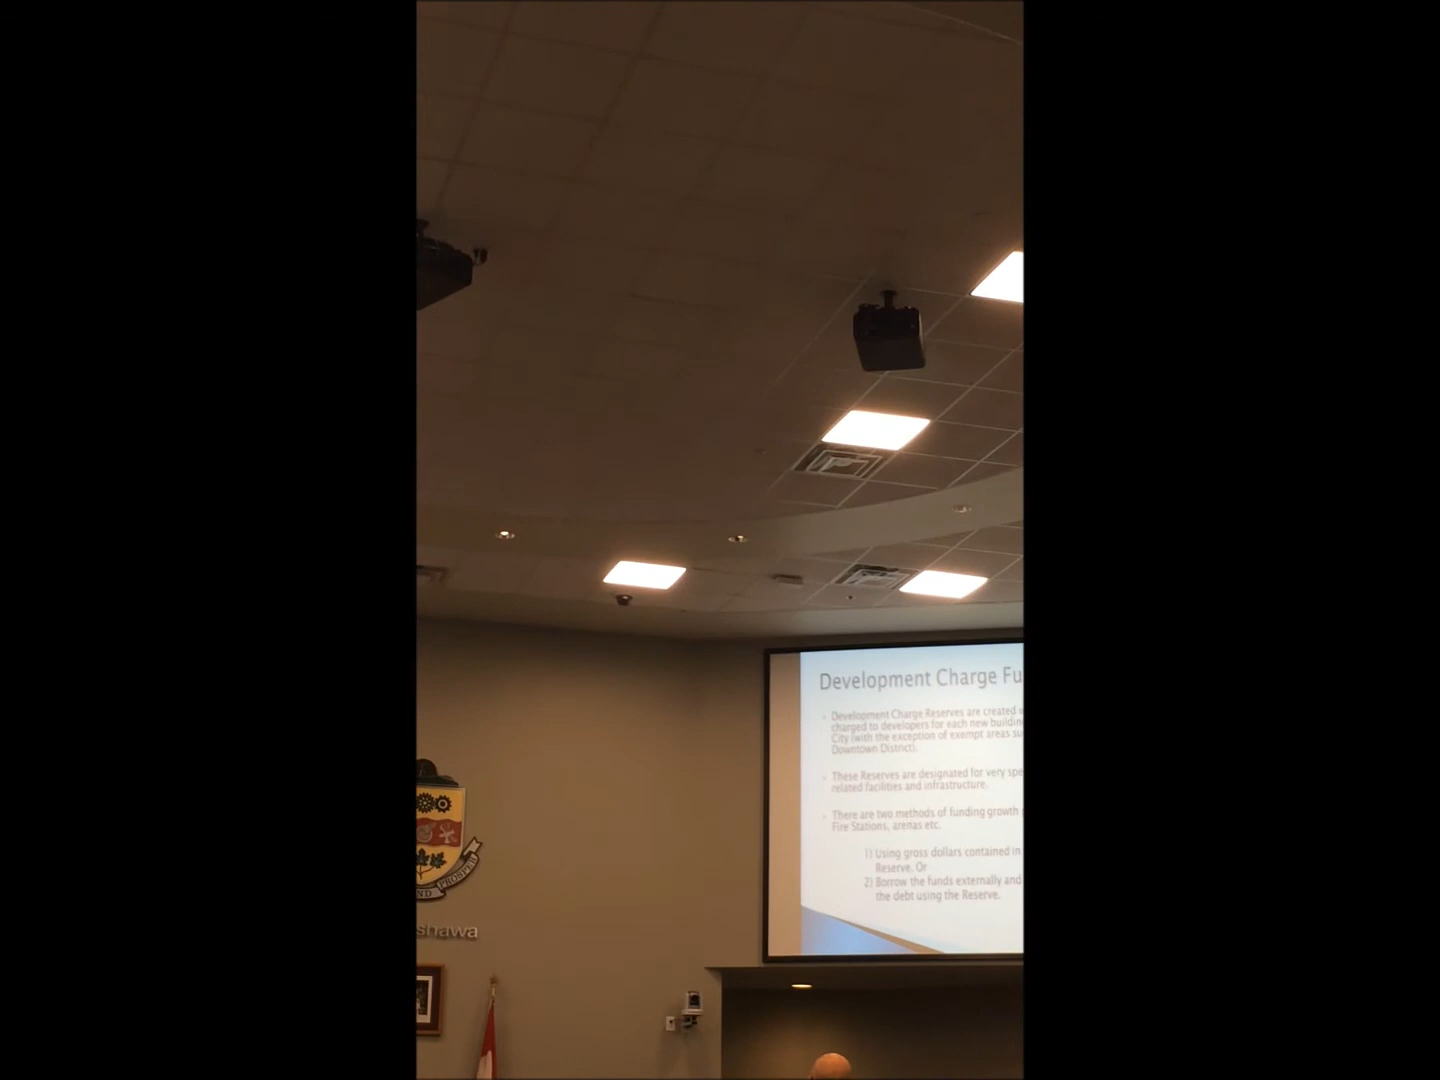 Development Charge Fu
Development Charge Reserves are created
charged to developers for each new building
City (with the exception of exempt areas su
Downtown District).
These Reserves are designated for very spe
related facilities and infrastructure.
There are two methods of funding growth
Fire Stations, arenas etc.
1) Using gross dollars contained in
Reserve, Or
2) Borrow the funds externally and
the debt using the Reserve.
ND PROSPER
shawa